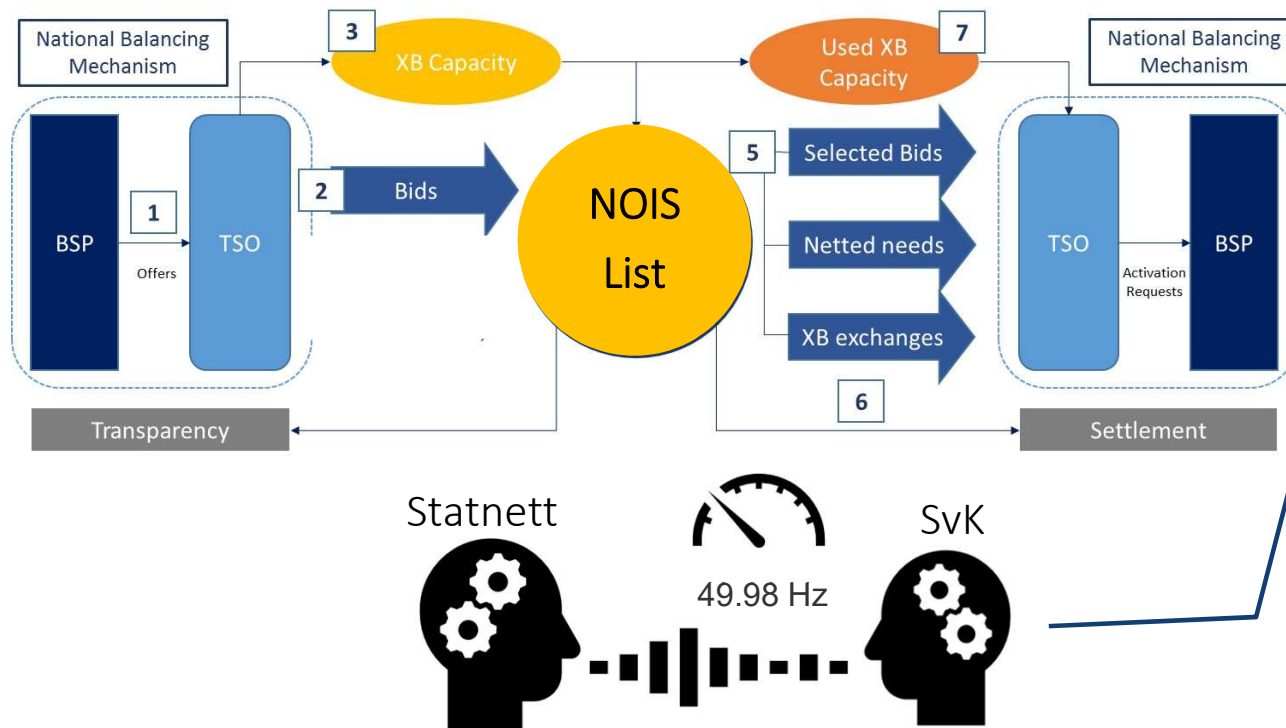 National Balancing
Mechanism
3
XB Capacity
Used XB
Capacity
7
National Balancing
Mechanism
BSP
1
Offers
TSO
2
Bids
NOIS
List
5
Selected Bids
Netted needs
XB exchanges
6
TSO
Activation
Requests
BSP
Transparency
Settlement
Statnett
SvK
49.98 Hz